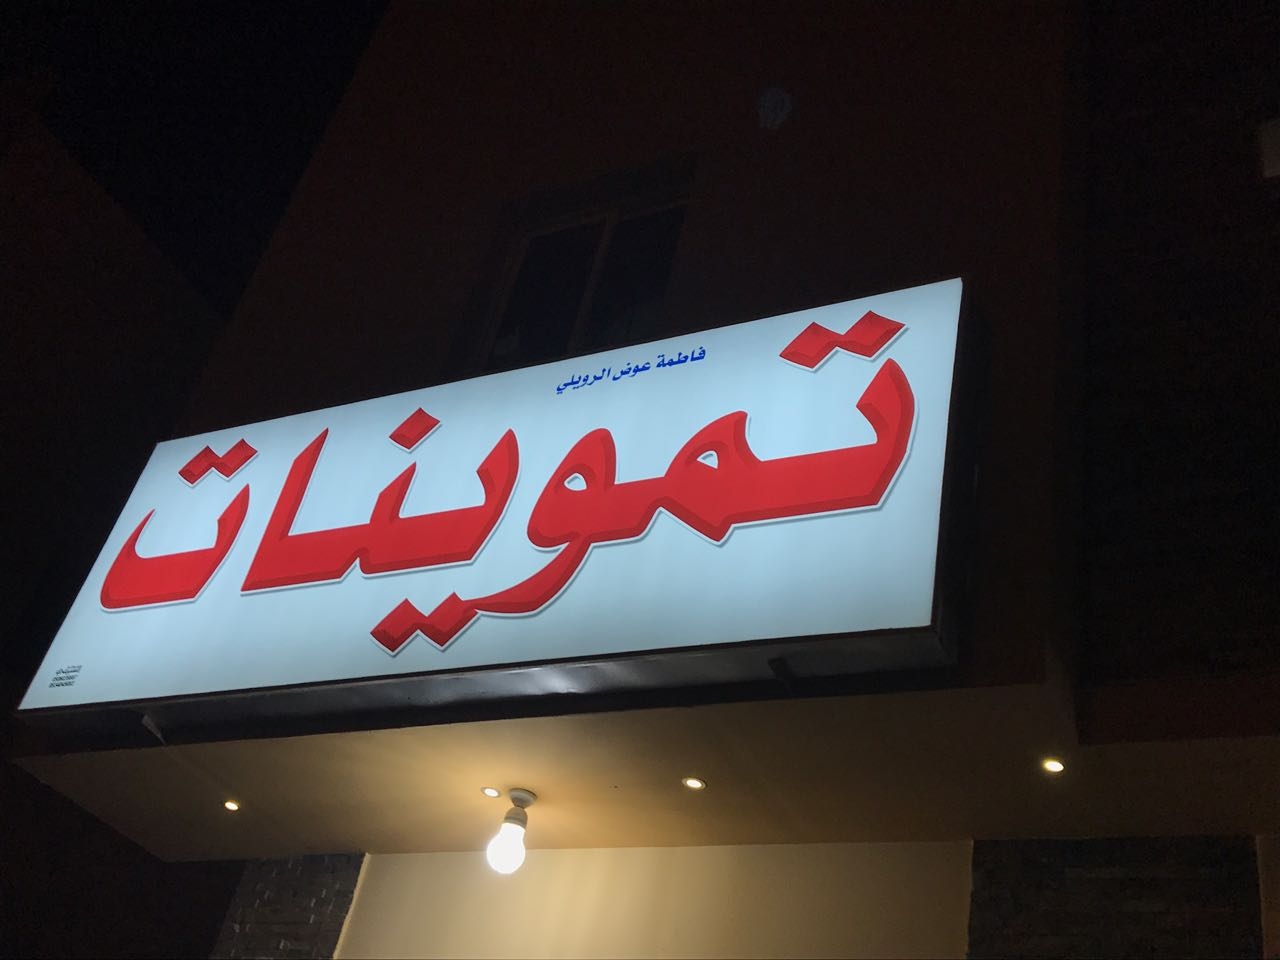 فاطمة عوض الرويلي
تموينات